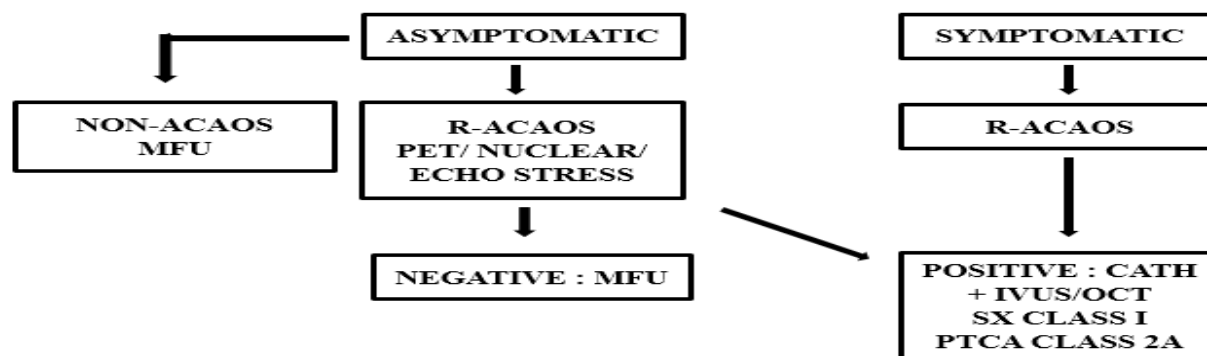 ASYMPTOMATIC
SYMPTOMATIC
NON-ACAOS
MFU
R-ACAOS
PET/ NUCLEAR/
ECHO STRESS
R-ACAOS
NEGATIVE : MFU
POSITIVE : CATH
+ IVUS/OCT
SX CLASS I
PTCA CLASS 2A